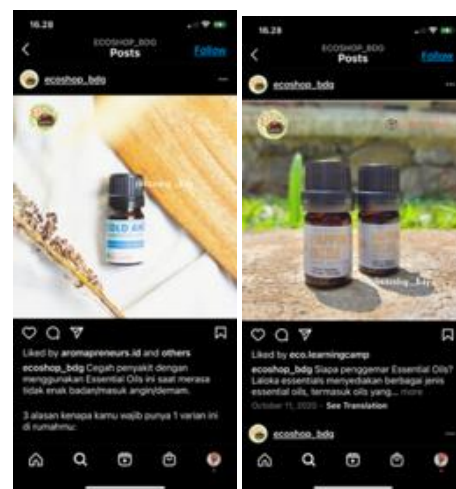 16.28
ECOSHOP_BDG
Posts
Follow
ecoshop_bdg
COLD AND
Liked by aromapreneurs.id and others
ecoshop_bdg Cegah penyakit dengan
menggunakan Essential Oils ini saat merasa
tidak enak badan/masuk angin/demam.
3 alasan kenapa kamu wajib punya 1 varian ini
di rumahmu:
16.28
ECOSHOP_BDG
Posts
Follow
ecoshop_bdg
Liked by eco.learningcamp
ecoshop_bdg Siapa penggemar Essential Oils?
Laloka essentials menyediakan berbagai jenis
essential oils, termasuk oils yang... more
October 11, 2020 · See Translation
ecoshop_bdg